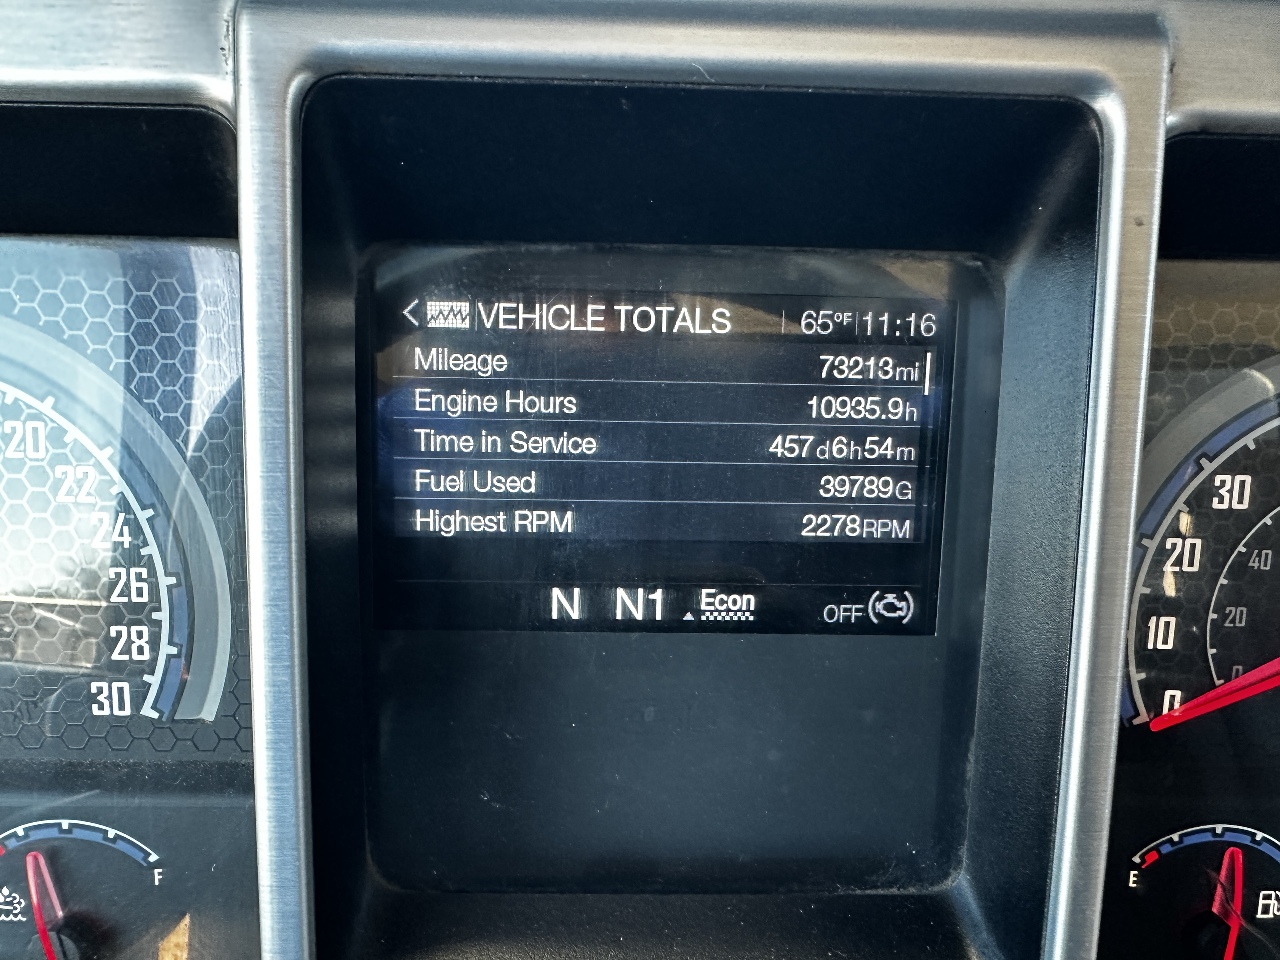 < VEHICLE TOTALS 65°F 11:16
Mileage 73213mi
Engine Hours 10935.9h
Time in Service 457d6h54m
Fuel Used 39789G
Highest RPM 2278RPM
N N1 Econ OFF
20
22
24
26
28
30
F
30
20
10
0
40
20
0
E